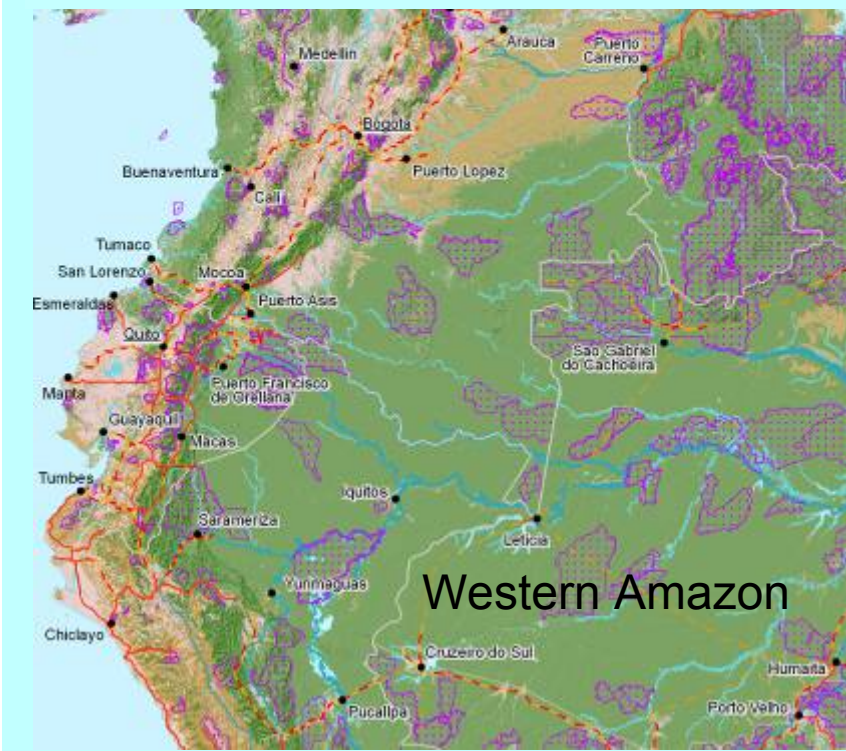 Arauca
Puerto
Carreno
Medellin
Bogota
Buenaventura
Puerto Lopez
Cali
Tumaco
San Lorenzo
Mocoa
Esmeraldas
Puerto Asis
Quito
Sao Gabriel
do Cachoeira
Manta
Puerto Francisco
de Orellana
Guayaquil
Macas
Tumbes
Iquitos
Sarameriza
Leticia
Yurimaguas
Western Amazon
Chiclayo
Cruzeiro do Sul
Humaita
Pucallpa
Porto Velho